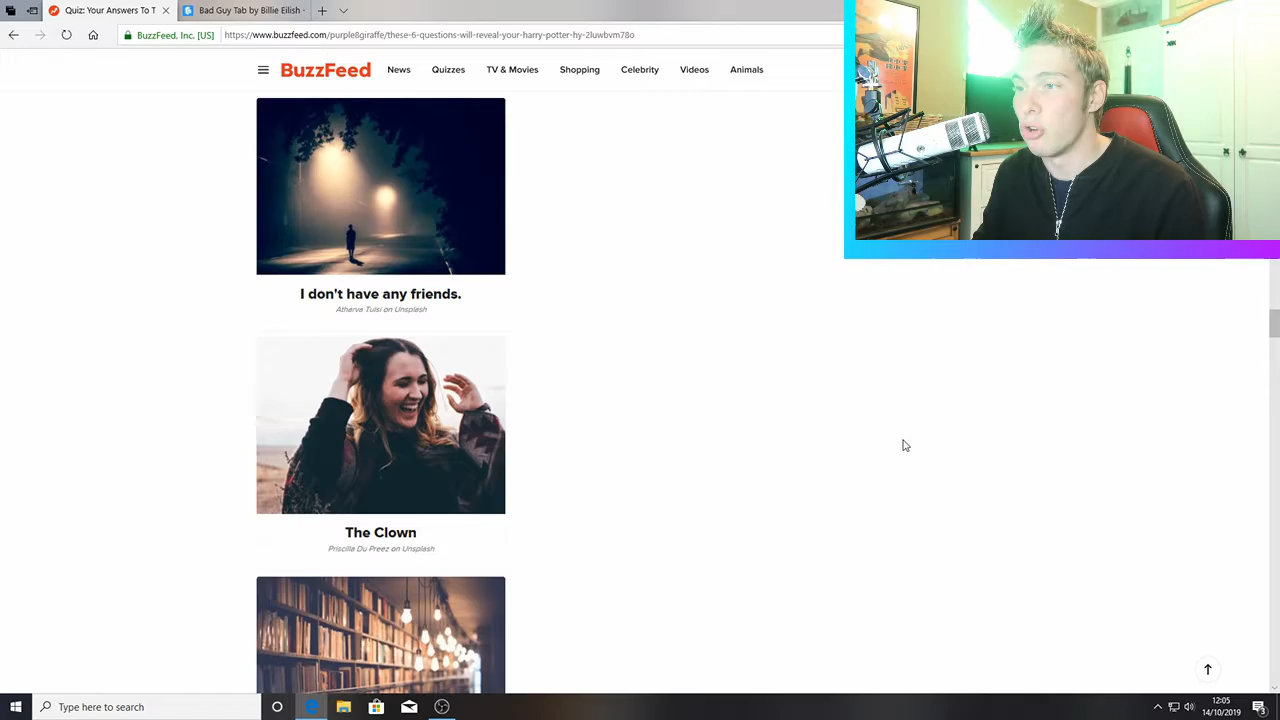 Quiz: Your Answers To T
Bad Guy Tab by Billie Eilish
BuzzFeed, Inc. [US]
https://www.buzzfeed.com/purple8giraffe/these-6-questions-will-reveal-your-harry-potter-hy-2luwbvm78o
BuzzFeed News Quizzes TV & Movies Shopping Celebrity Videos Animals
I don't have any friends.
Atharva Tulsi on Unsplash
The Clown
Priscilla Du Preez on Unsplash
Type here to search
12:05
14/10/2019